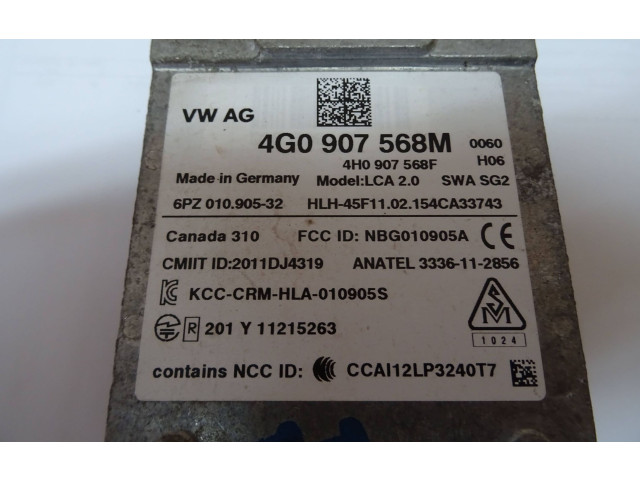 VW AG
4G0 907 568M 0060
4H0 907 568F H06
Made in Germany Model:LCA 2.0 SWA SG2
6PZ 010.905-32 HLH-45F11.02.154CA33743
Canada 310 FCC ID: NBG010905A CE
CMIIT ID:2011DJ4319 ANATEL 3336-11-2856
KCC-CRM-HLA-010905S
R 201 Y 11215263
SM
1024
contains NCC ID: CCAI12LP3240T7